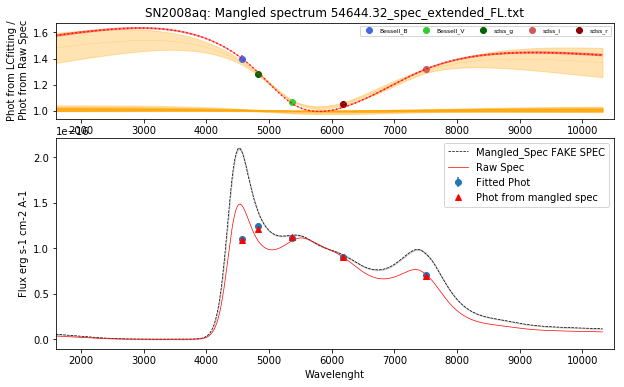 SN2008aq: Mangled spectrum 54644.32_spec_extended_FL.txt
Phot from LCfitting /
Phot from Raw Spec
1.6
1.4
1.2
1.0
Bessell_B
Bessell_V
sdss_g
sdss_i
sdss_r
2000 3000 4000 5000 6000 7000 8000 9000 10000
1e−16
Flux erg s-1 cm-2 A-1
2.0
1.5
1.0
0.5
0.0
Mangled_Spec FAKE SPEC
Raw Spec
Fitted Phot
Phot from mangled spec
2000 3000 4000 5000 6000 7000 8000 9000 10000
Wavelenght